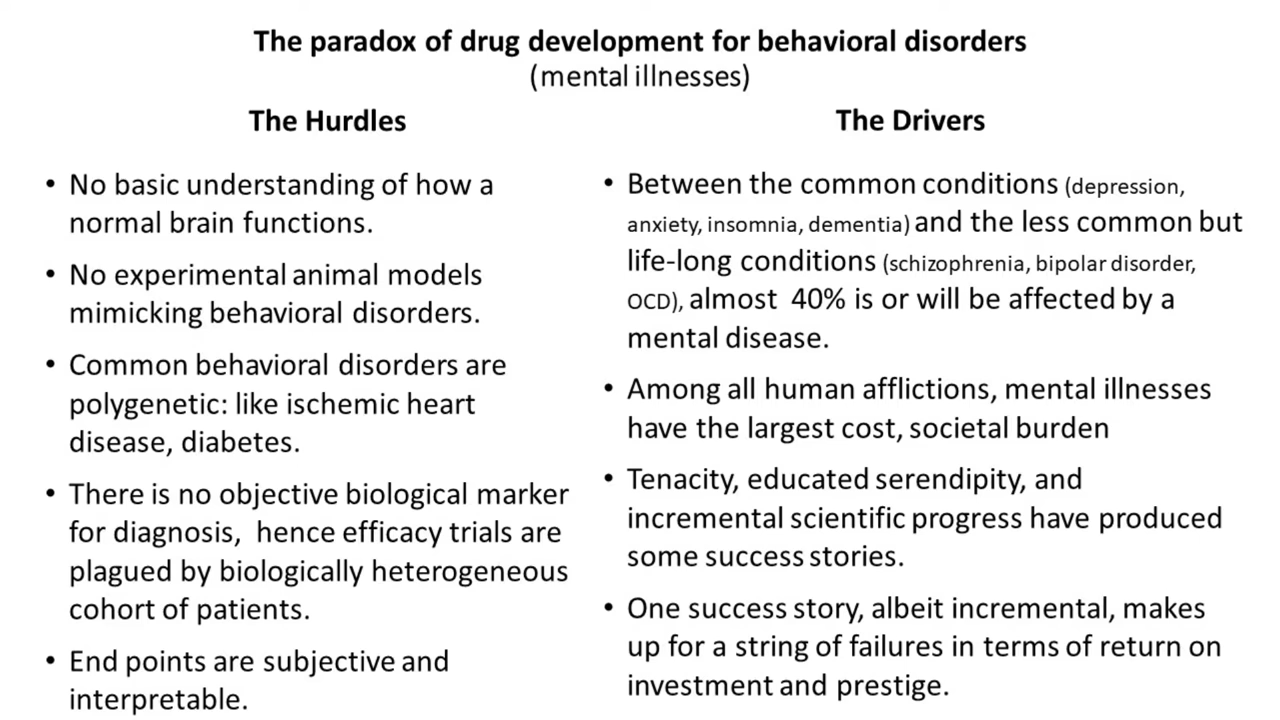 The paradox of drug development for behavioral disorders
(mental illnesses)
The Hurdles
• No basic understanding of how a
normal brain functions.
• No experimental animal models
mimicking behavioral disorders.
• Common behavioral disorders are
polygenetic: like ischemic heart
disease, diabetes.
• There is no objective biological marker
for diagnosis, hence efficacy trials are
plagued by biologically heterogeneous
cohort of patients.
• End points are subjective and
interpretable.
The Drivers
• Between the common conditions (depression,
anxiety, insomnia, dementia) and the less common but
life-long conditions (schizophrenia, bipolar disorder,
OCD), almost 40% is or will be affected by a
mental disease.
• Among all human afflictions, mental illnesses
have the largest cost, societal burden
• Tenacity, educated serendipity, and
incremental scientific progress have produced
some success stories.
• One success story, albeit incremental, makes
up for a string of failures in terms of return on
investment and prestige.